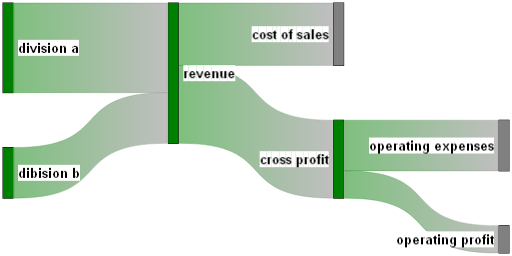 division a
dibision b
revenue
cost of sales
cross profit
operating expenses
operating profit